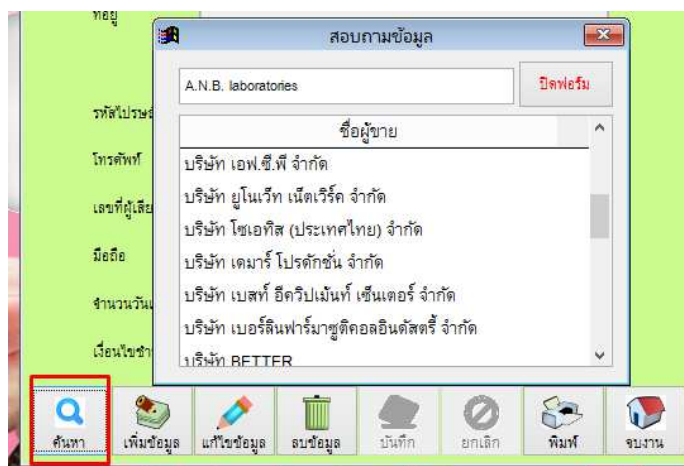 ที่อยู่
สอบถามข้อมูล
A.N.B. laboratories
ปิดฟอร์ม
รหัสไปรษณ์
ชื่อผู้ขาย
โทรศัพท์
บริษัท เอฟ.ซี.พี จำกัด
บริษัท ยูโนเว็ท เน็ตเวิร์ค จำกัด
เลขที่ผู้เสีย
บริษัท โซเอทิส (ประเทศไทย) จำกัด
มือถือ
บริษัท เดมาร์ โปรดักชั่น จำกัด
จำนวนวัน
บริษัท เบสท์ อีควิปเม้นท์ เซ็นเตอร์ จำกัด
บริษัท เบอร์ลินฟาร์มาซูติคอลอินดัสตรี้ จำกัด
เงื่อนไขชำ
บริษัท BETTER
ค้นหา
เพิ่มข้อมูล
แก้ไขข้อมูล
ลบข้อมูล
บันทึก
ยกเลิก
พิมพ์
จบงาน